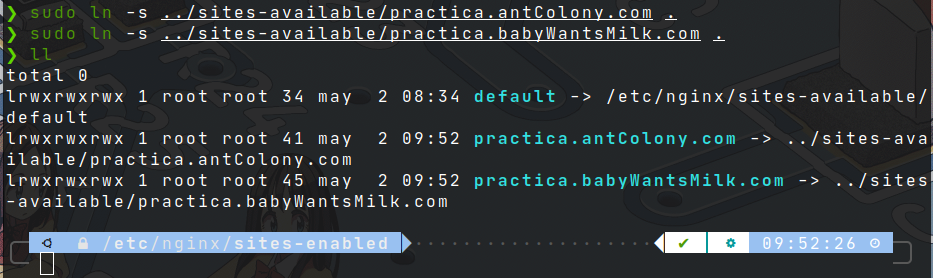 ❯ sudo ln -s ../sites-available/practica.antColony.com .
❯ sudo ln -s ../sites-available/practica.babyWantsMilk.com .
❯ ll
total 0
lrwxrwxrwx 1 root root 34 may  2 08:34 default -> /etc/nginx/sites-available/
default
lrwxrwxrwx 1 root root 41 may  2 09:52 practica.antColony.com -> ../sites-ava
ilable/practica.antColony.com
lrwxrwxrwx 1 root root 45 may  2 09:52 practica.babyWantsMilk.com -> ../sites
-available/practica.babyWantsMilk.com
/etc/nginx/sites-enabled ✔ 09:52:26